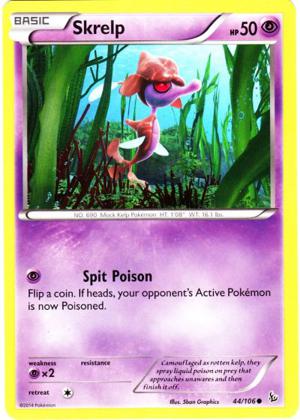 BASIC
Skrelp
HP50
NO. 690 Mock Kelp Pokémon HT. 1'08" WT. 16.1 lbs.
Spit Poison
Flip a coin. If heads, your opponent's Active Pokémon
is now Poisoned.
weakness
resistance
×2
retreat
Camouflaged as rotten kelp, they
spray liquid poison on prey that
approaches unawares and then
finish it off.
©2014 Pokémon
Illus. 5ban Graphics
44/106